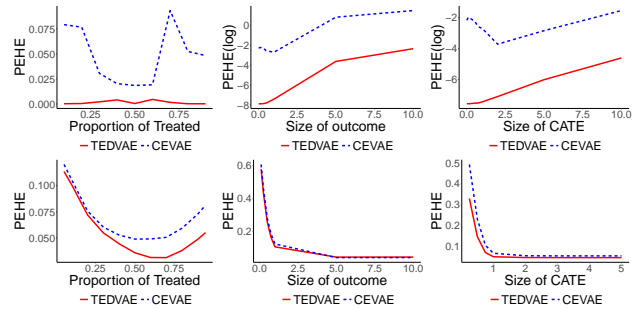 PEHE
0.075
0.050
0.025
0.000
0.25 0.50 0.75
Proportion of Treated
TEDVAE CEVAE
PEHE(log)
0
−2
−4
−6
−8
0.0 2.5 5.0 7.5 10.0
Size of outcome
TEDVAE CEVAE
PEHE(log)
−2
−4
−6
0.0 2.5 5.0 7.5 10.0
Size of CATE
TEDVAE CEVAE
PEHE
0.100
0.075
0.050
0.25 0.50 0.75
Proportion of Treated
TEDVAE CEVAE
PEHE
0.6
0.4
0.2
0.0 2.5 5.0 7.5 10.0
Size of outcome
TEDVAE CEVAE
PEHE
0.5
0.4
0.3
0.2
0.1
1 2 3 4 5
Size of CATE
TEDVAE CEVAE